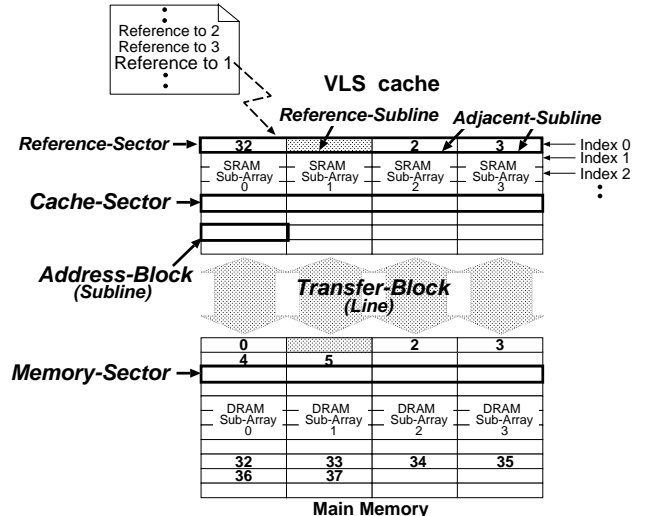 Reference to 2
Reference to 3
Reference to 1
VLS cache
Reference-Subline
Adjacent-Subline
Reference-Sector
32 2 3
Index 0
Index 1
Index 2
SRAM Sub-Array 0
SRAM Sub-Array 1
SRAM Sub-Array 2
SRAM Sub-Array 3
Cache-Sector
Address-Block
(Subline)
Transfer-Block
(Line)
0 2 3
4 5
Memory-Sector
DRAM Sub-Array 0
DRAM Sub-Array 1
DRAM Sub-Array 2
DRAM Sub-Array 3
32 33 34 35
36 37
Main Memory